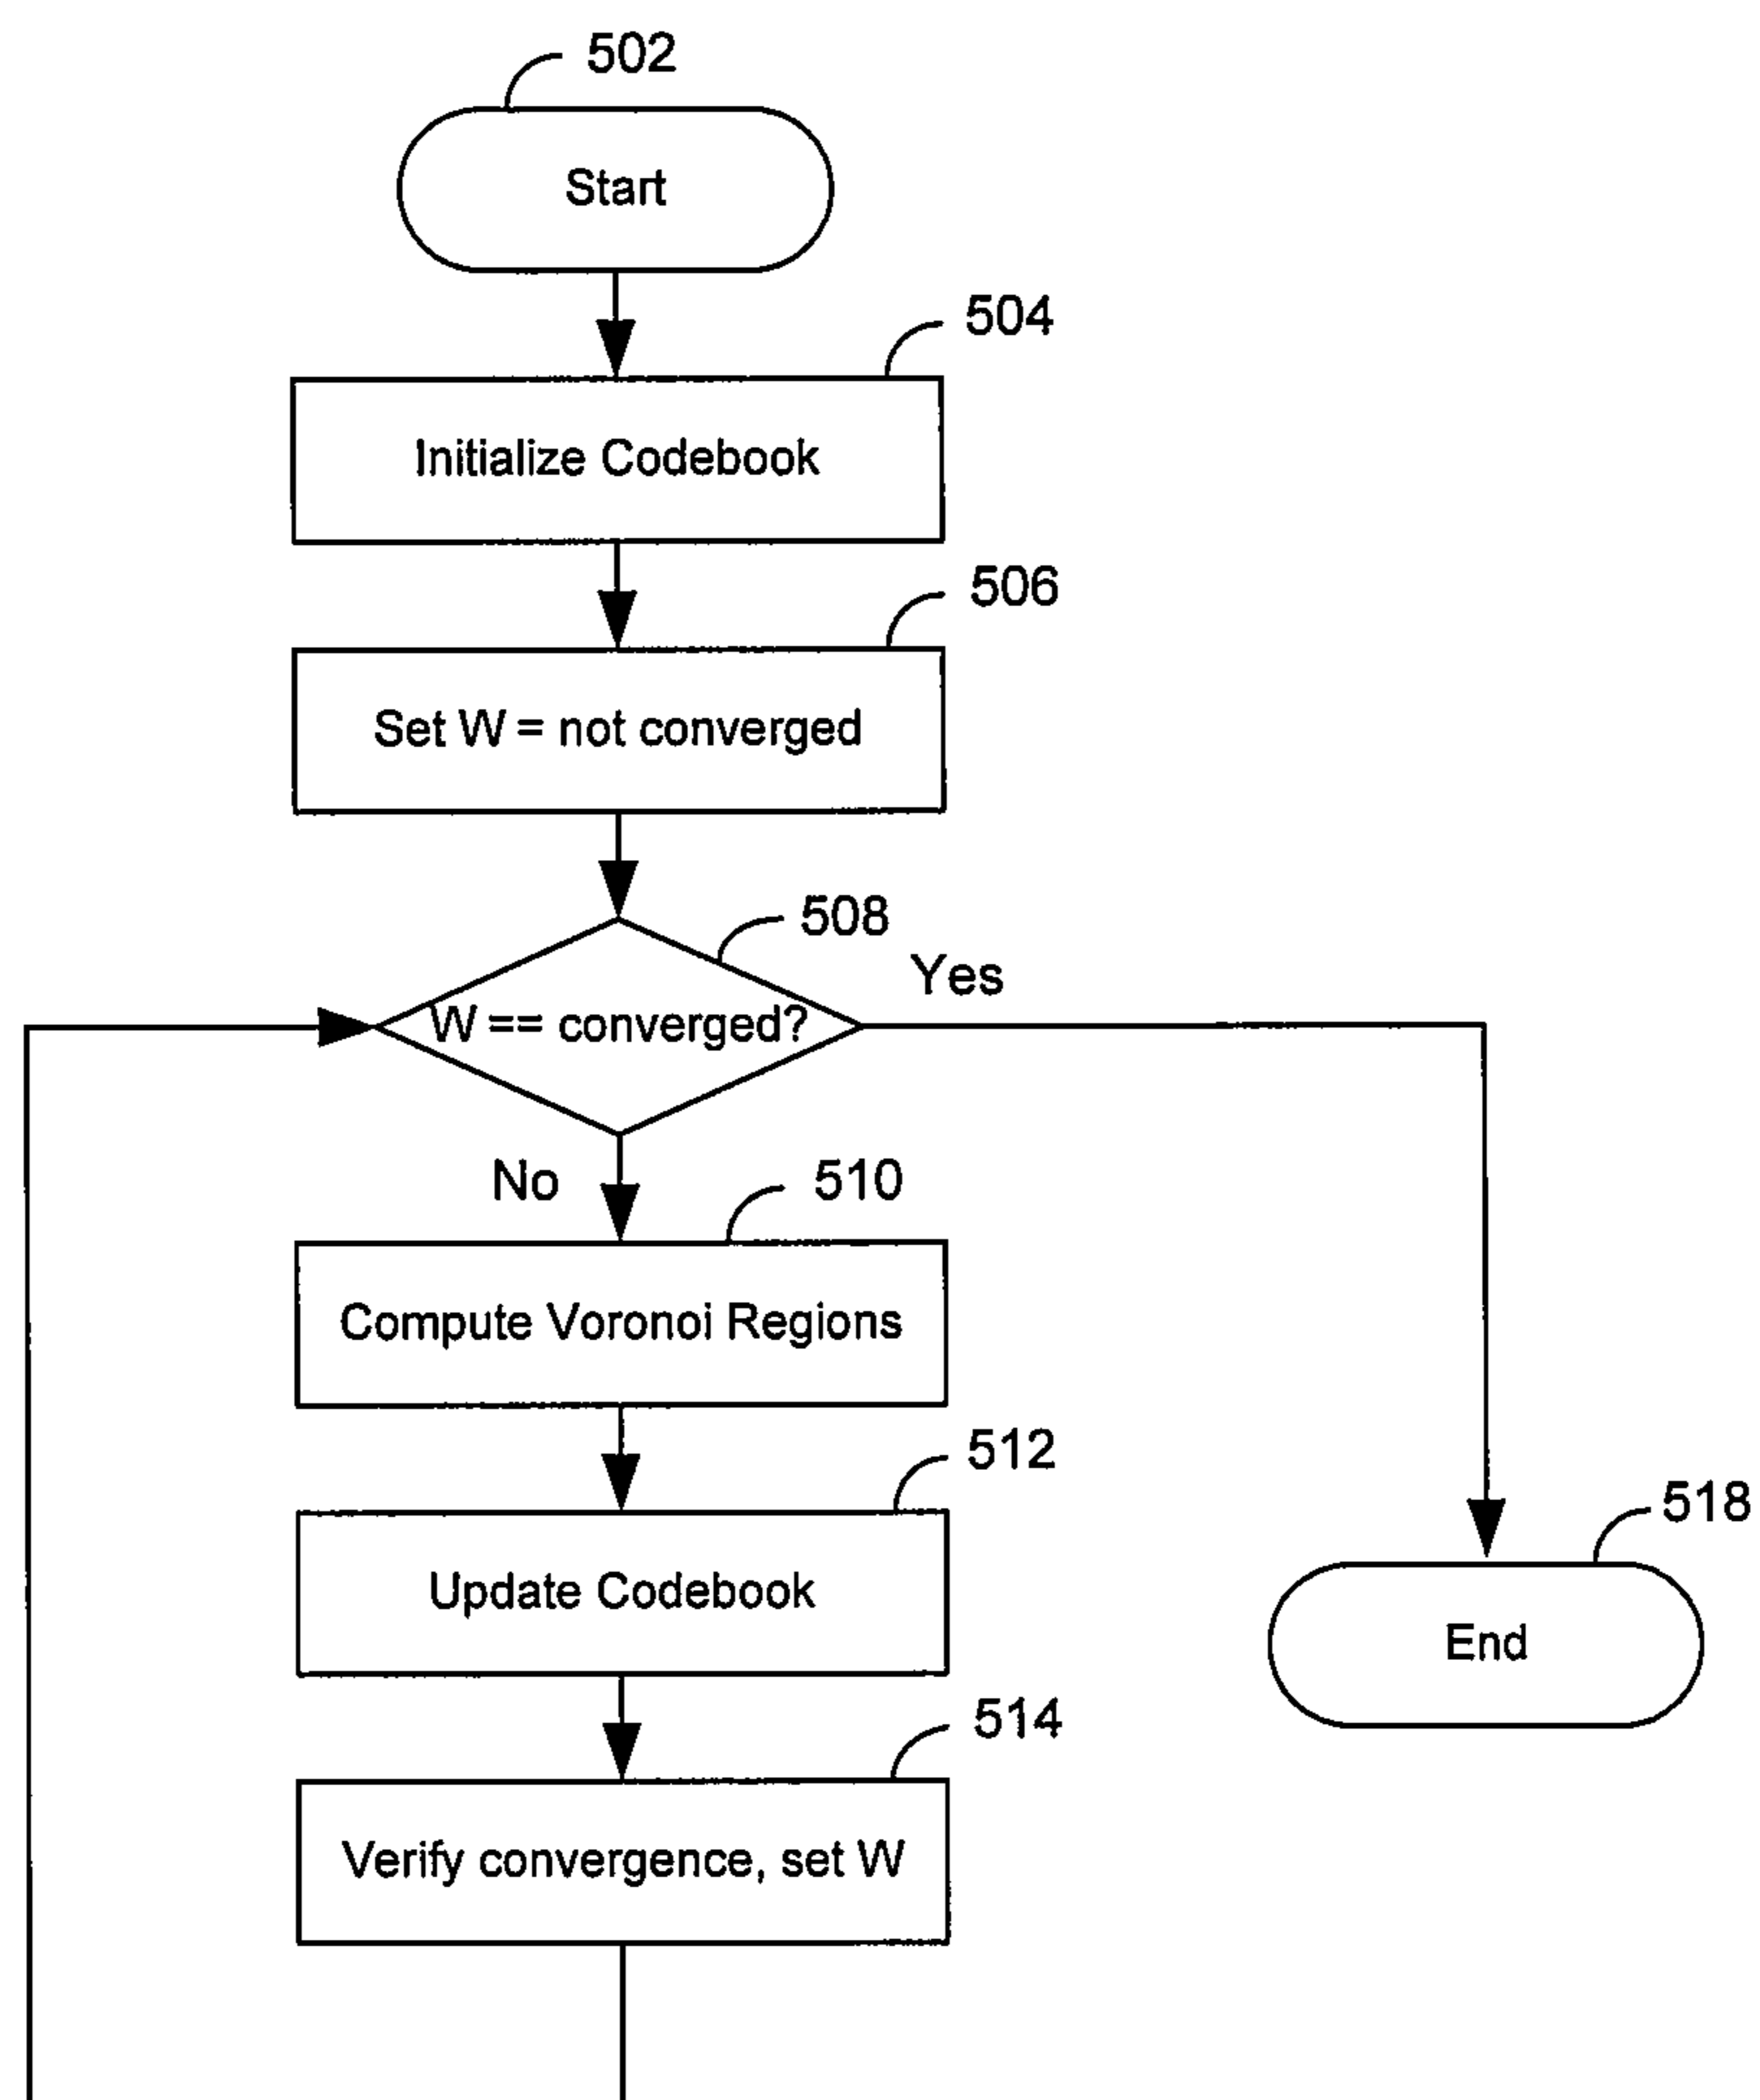 502
Start
504
Initialize Codebook
506
Set W = not converged
508
W == converged?
Yes
No
510
Compute Voronoi Regions
512
Update Codebook
518
End
514
Verify convergence, set W